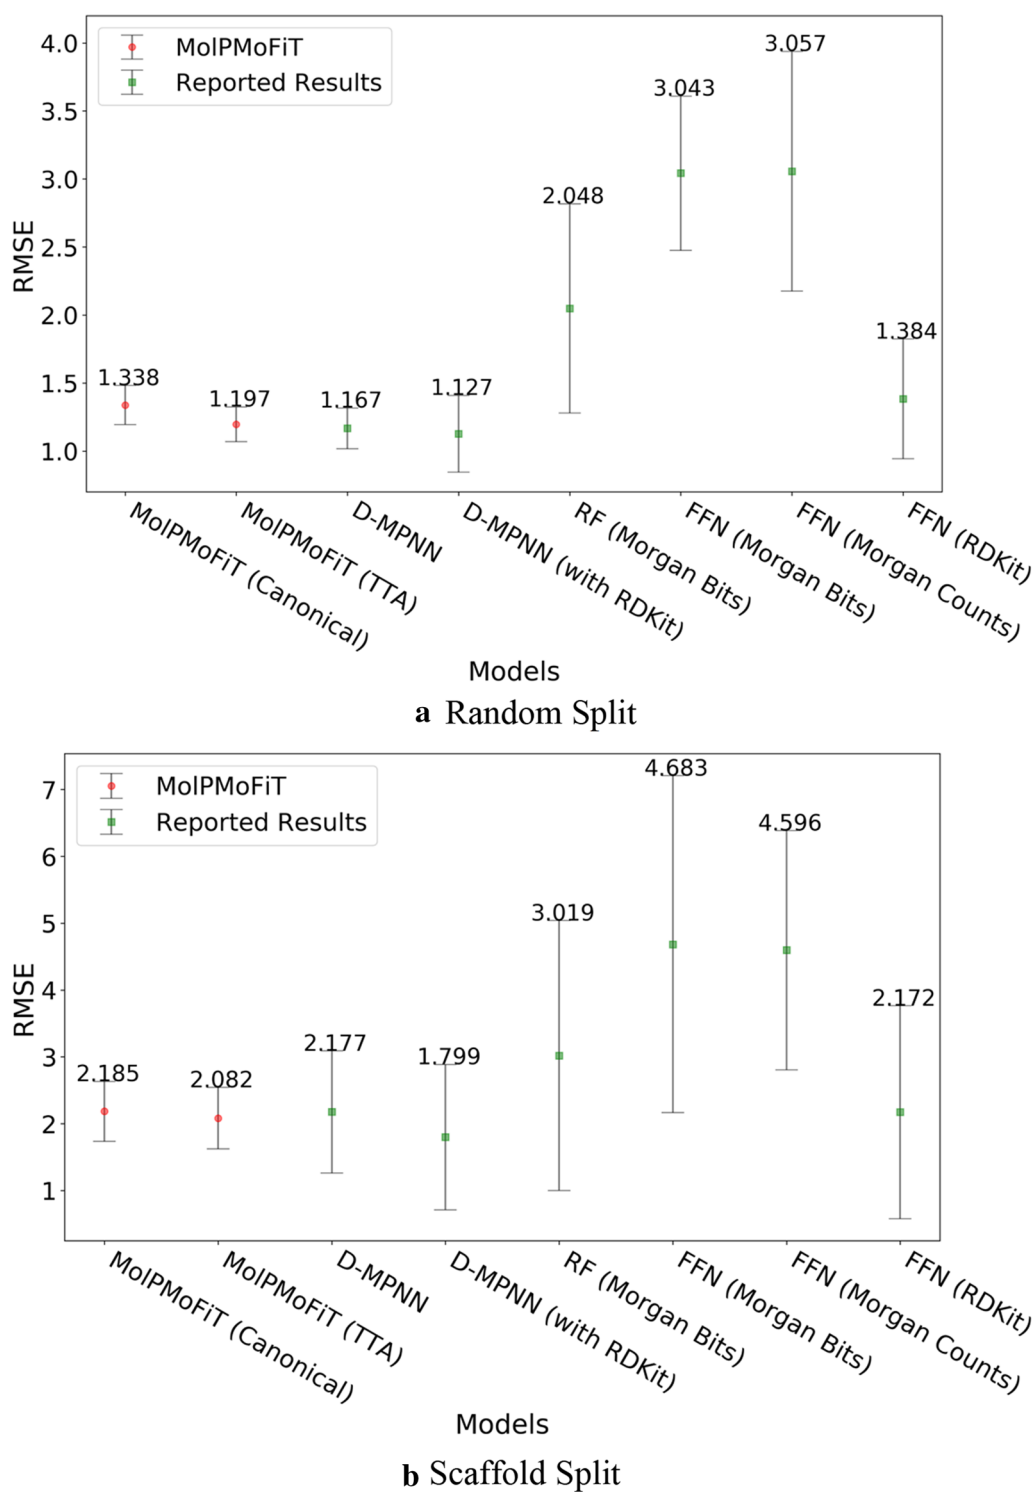 MolPMoFiT
Reported Results
RMSE
4.0
3.5
3.0
2.5
2.0
1.5
1.0
1.338
1.197
1.167
1.127
2.048
3.043
3.057
1.384
MolPMoFiT (Canonical)
MolPMoFiT (TTA)
D-MPNN
D-MPNN (with RDKit)
RF (Morgan Bits)
FFN (Morgan Bits)
FFN (Morgan Counts)
FFN (RDKit)
Models
a Random Split
MolPMoFiT
Reported Results
RMSE
7
6
5
4
3
2
1
2.185
2.082
2.177
1.799
3.019
4.683
4.596
2.172
MolPMoFiT (Canonical)
MolPMoFiT (TTA)
D-MPNN
D-MPNN (with RDKit)
RF (Morgan Bits)
FFN (Morgan Bits)
FFN (Morgan Counts)
FFN (RDKit)
Models
b Scaffold Split